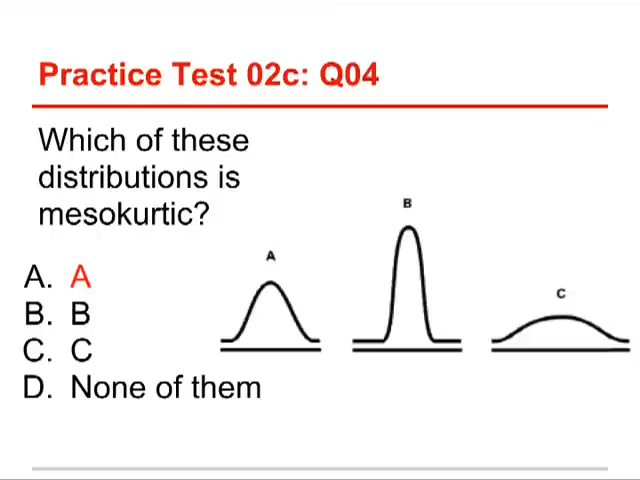 Practice Test 02c: Q04
Which of these
distributions is
mesokurtic?
A. A
B. B
C. C
D. None of them
A
B
C